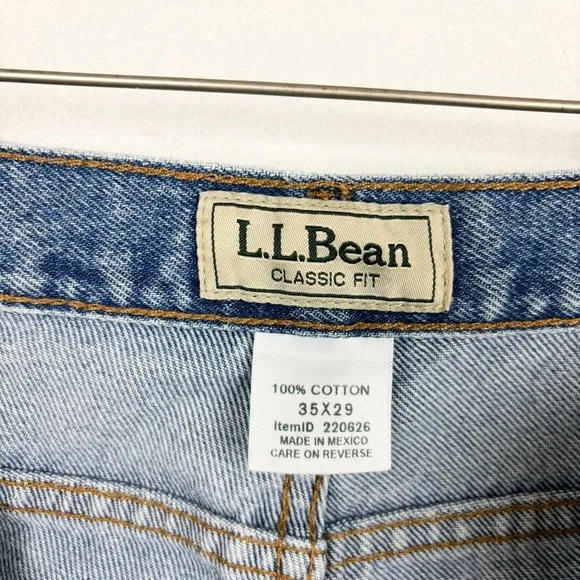 L.L.Bean
CLASSIC FIT
100% COTTON
35X29
ItemID 220626
MADE IN MEXICO
CARE ON REVERSE